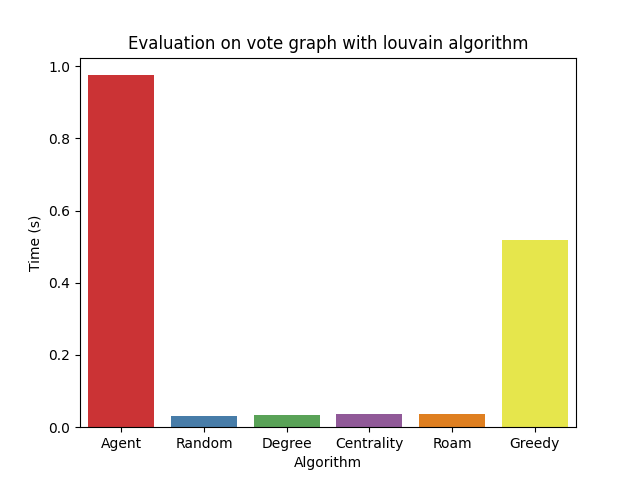 Evaluation on vote graph with louvain algorithm
1.0
0.8
0.6
0.4
0.2
0.0
Time (s)
Agent Random Degree Centrality Roam Greedy
Algorithm